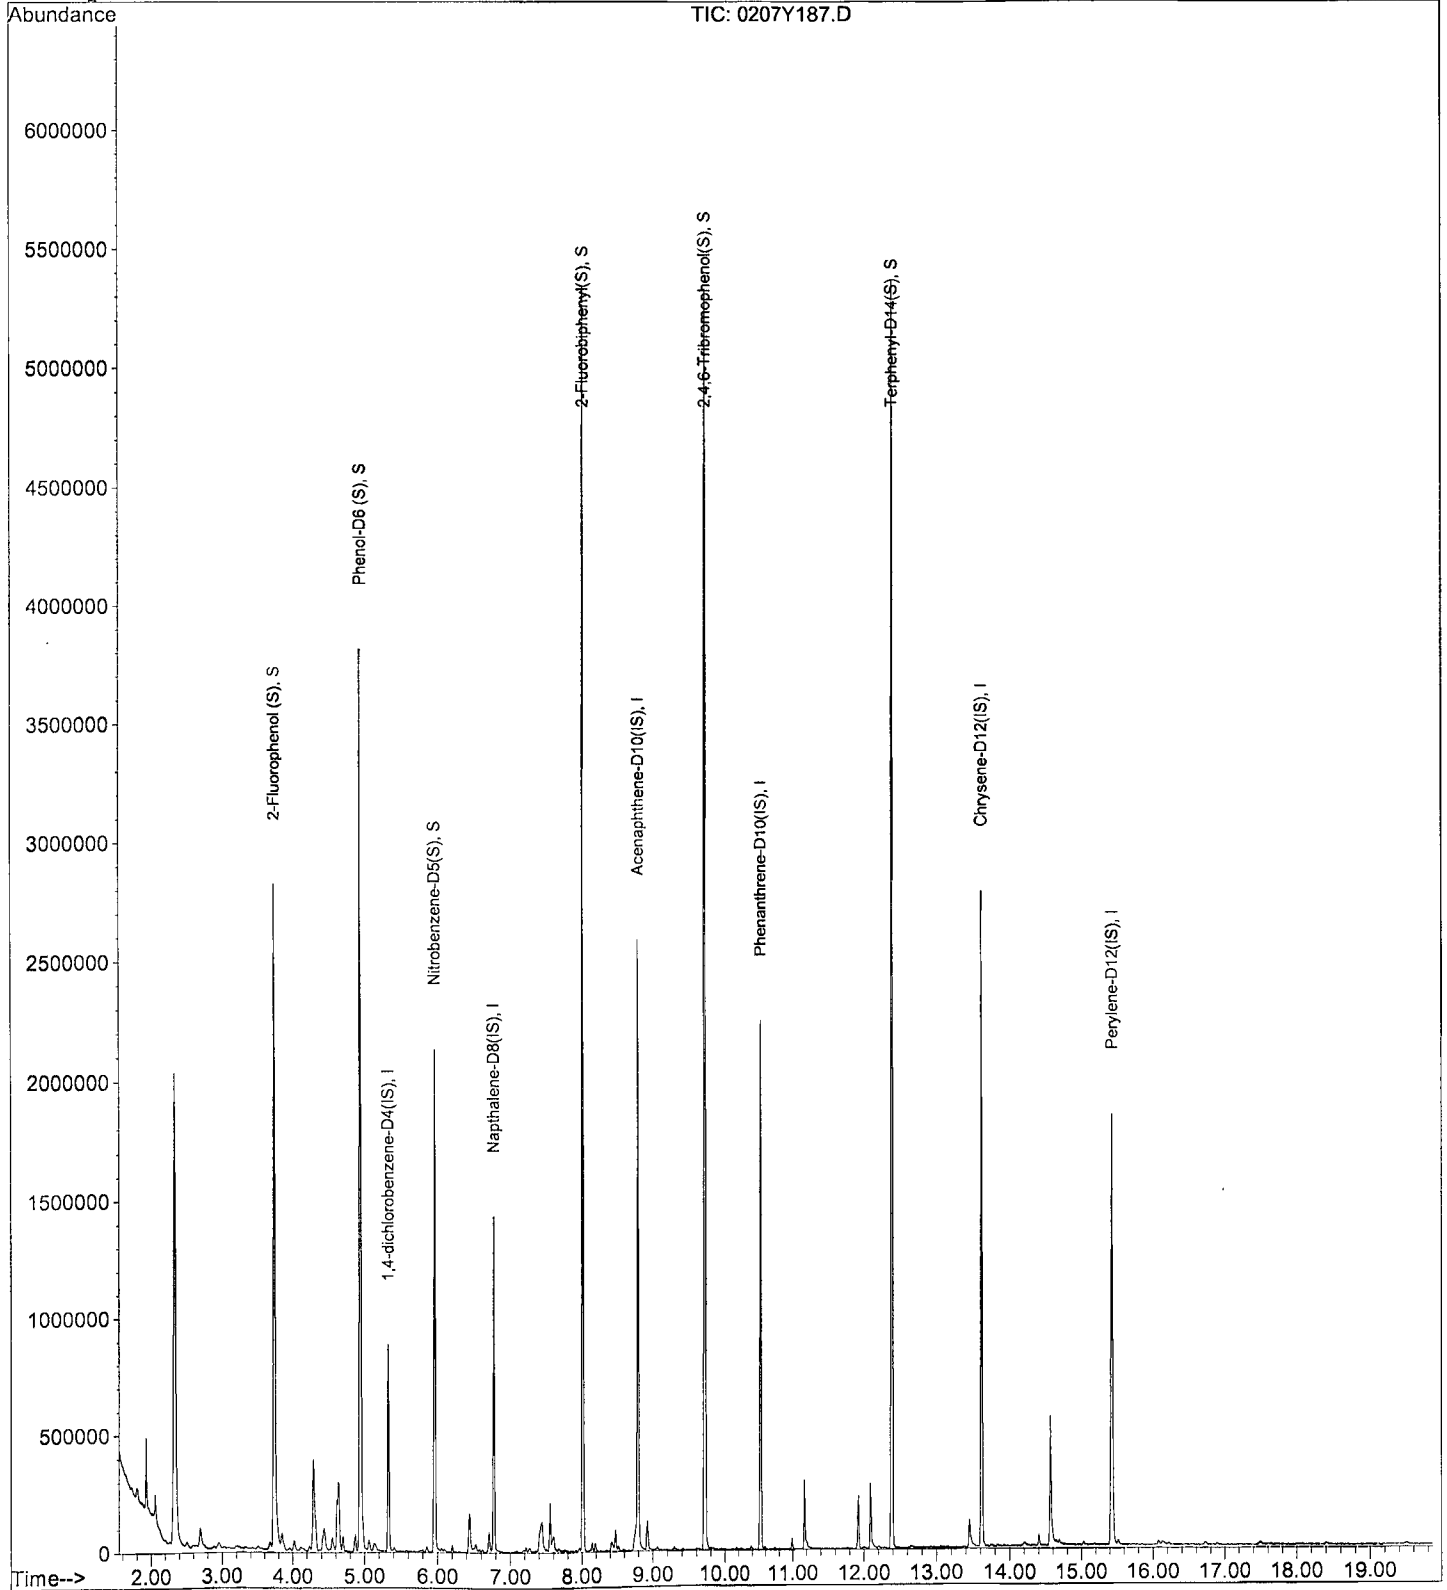 Abundance
TIC: 0207Y187.D
6000000
5500000
5000000
4500000
4000000
3500000
3000000
2500000
2000000
1500000
1000000
500000
0
2-Fluorophenol (S), S
Phenol-D6 (S), S
1,4-dichlorobenzene-D4(IS), I
Nitrobenzene-D5(S), S
Napthalene-D8(IS), I
2-Fluorobiphenyl(S), S
Acenaphthene-D10(IS), I
2,4,6-Tribromophenol(S), S
Phenanthrene-D10(IS), I
Terphenyl-D14(S), S
Chrysene-D12(IS), I
Perylene-D12(IS), I
Time--> 2.00 3.00 4.00 5.00 6.00 7.00 8.00 9.00 10.00 11.00 12.00 13.00 14.00 15.00 16.00 17.00 18.00 19.00